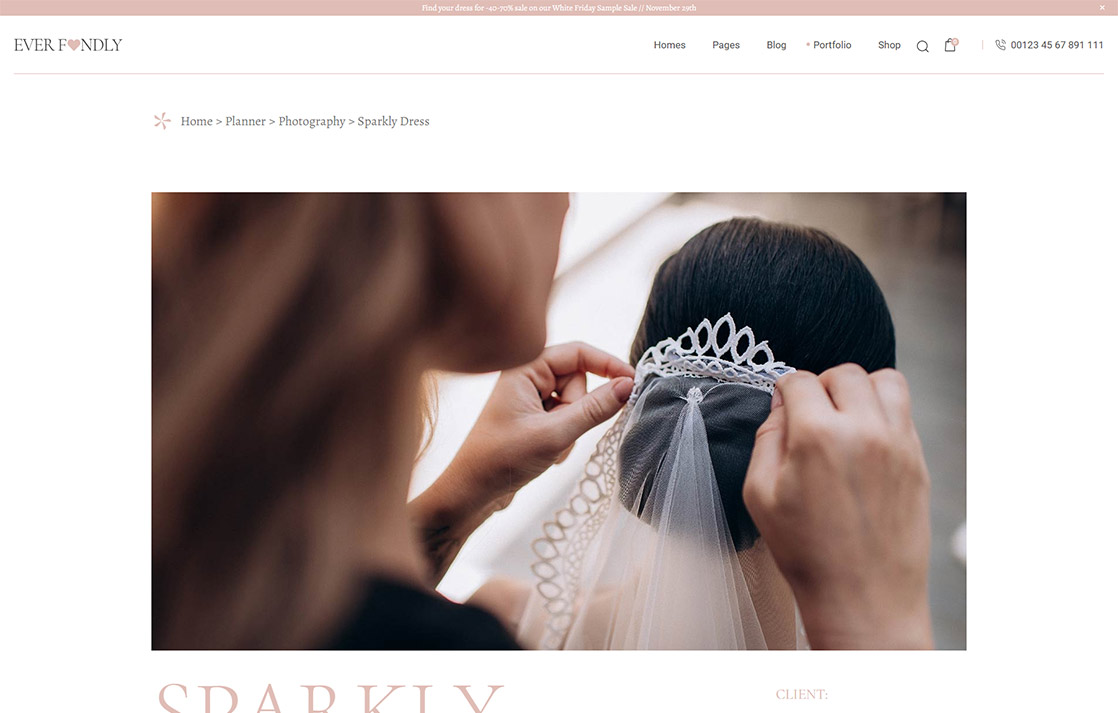 Find your dress for -40-70% sale on our White Friday Sample Sale // November 29th ×
EVER F♥NDLY Homes Pages Blog Portfolio Shop 0 00123 45 67 891 111
Home > Planner > Photography > Sparkly Dress
SPARKLY
CLIENT: